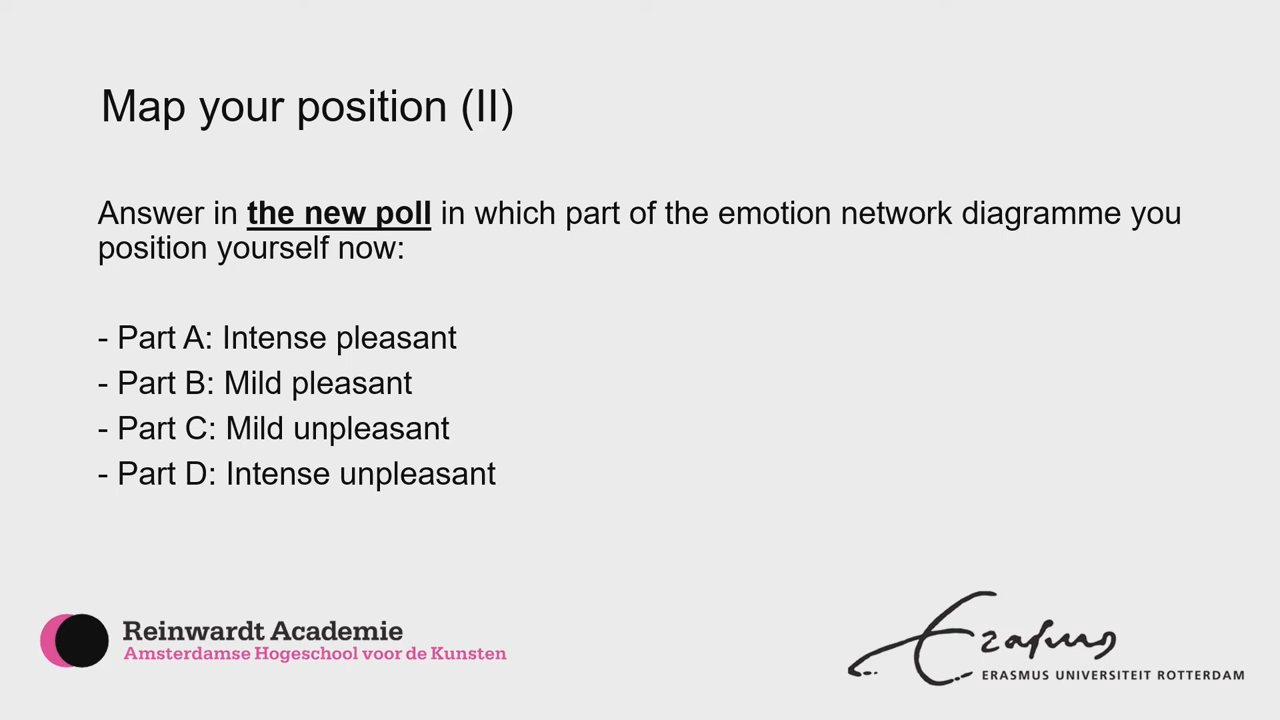 Map your position (II)
Answer in the new poll in which part of the emotion network diagramme you
position yourself now:
- Part A: Intense pleasant
- Part B: Mild pleasant
- Part C: Mild unpleasant
- Part D: Intense unpleasant
Reinwardt Academie
Amsterdamse Hogeschool voor de Kunsten
Erasmus
ERASMUS UNIVERSITEIT ROTTERDAM